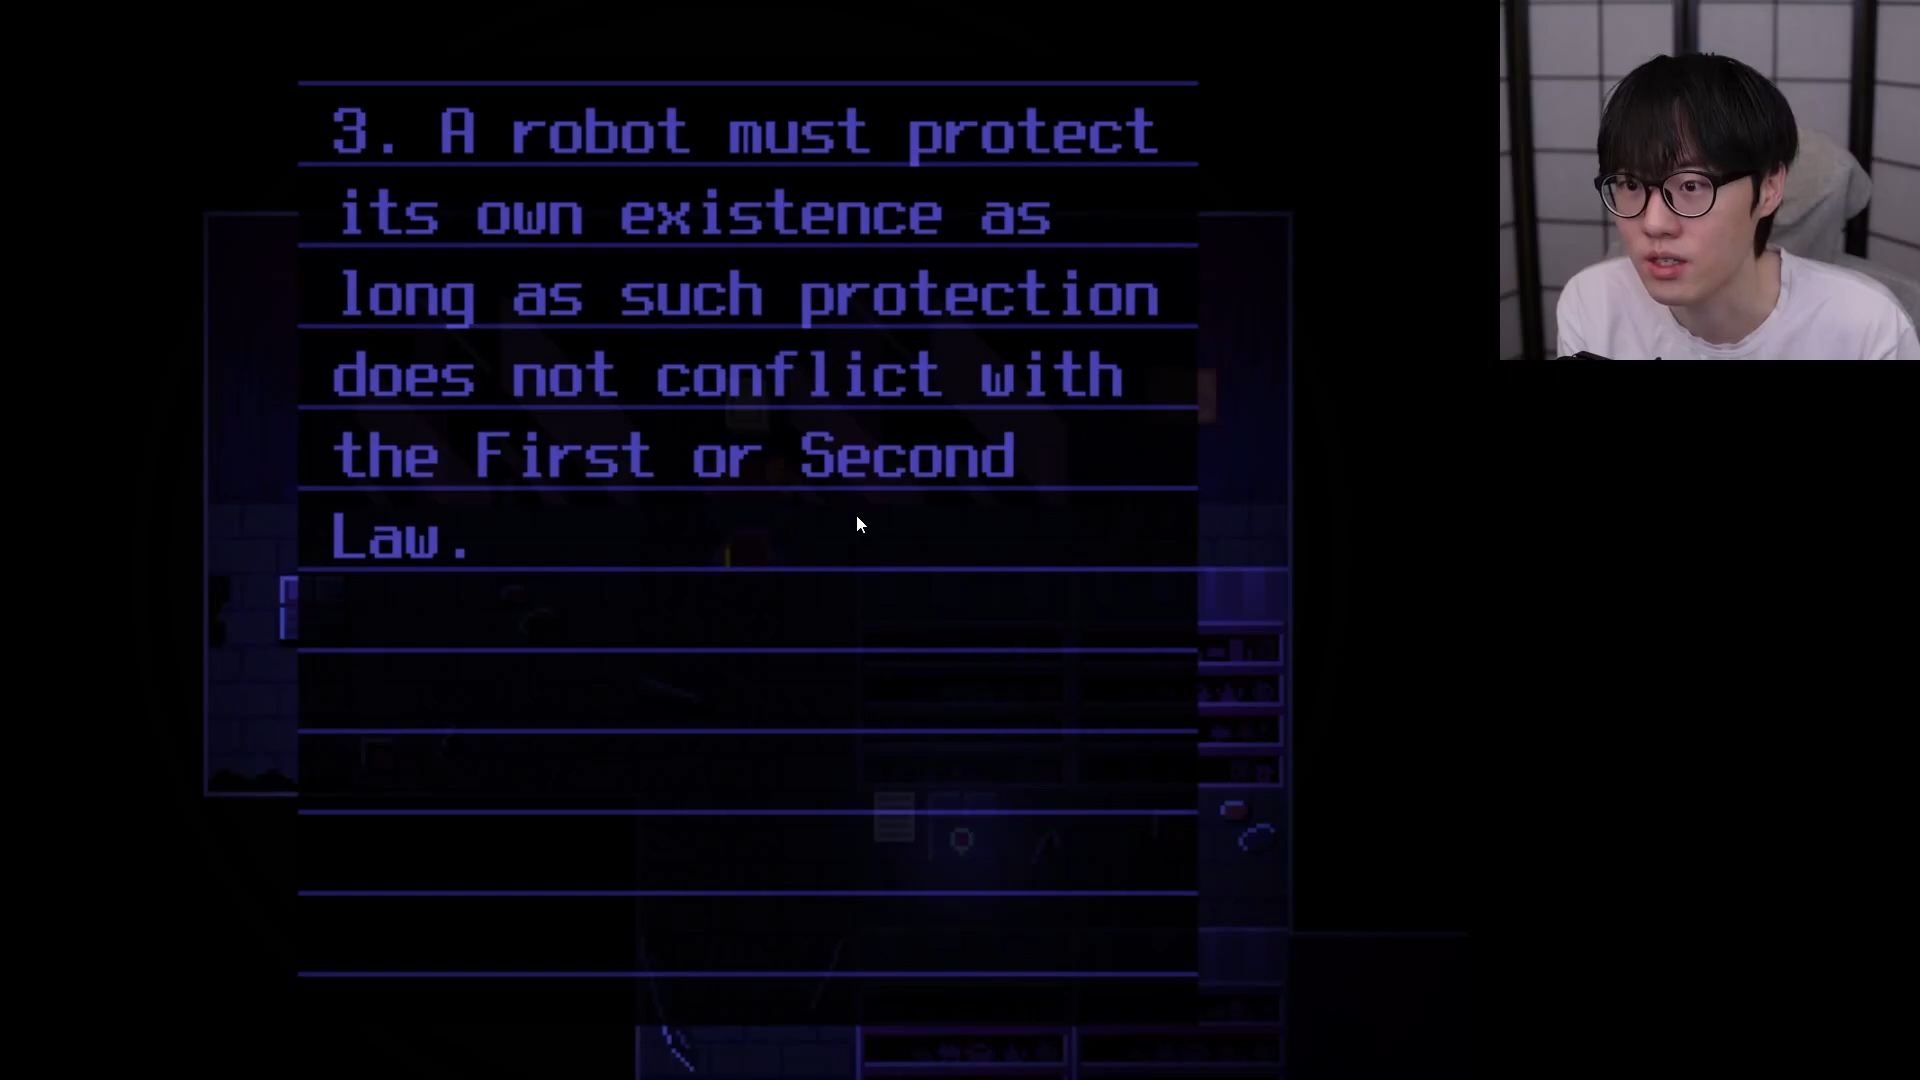 3. A robot must protect
its own existence as
long as such protection
does not conflict with
the First or Second
Law.